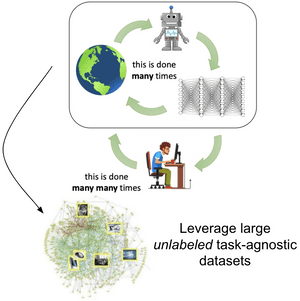 this is done
many times
this is done
many many times
Leverage large
unlabeled task-agnostic
datasets